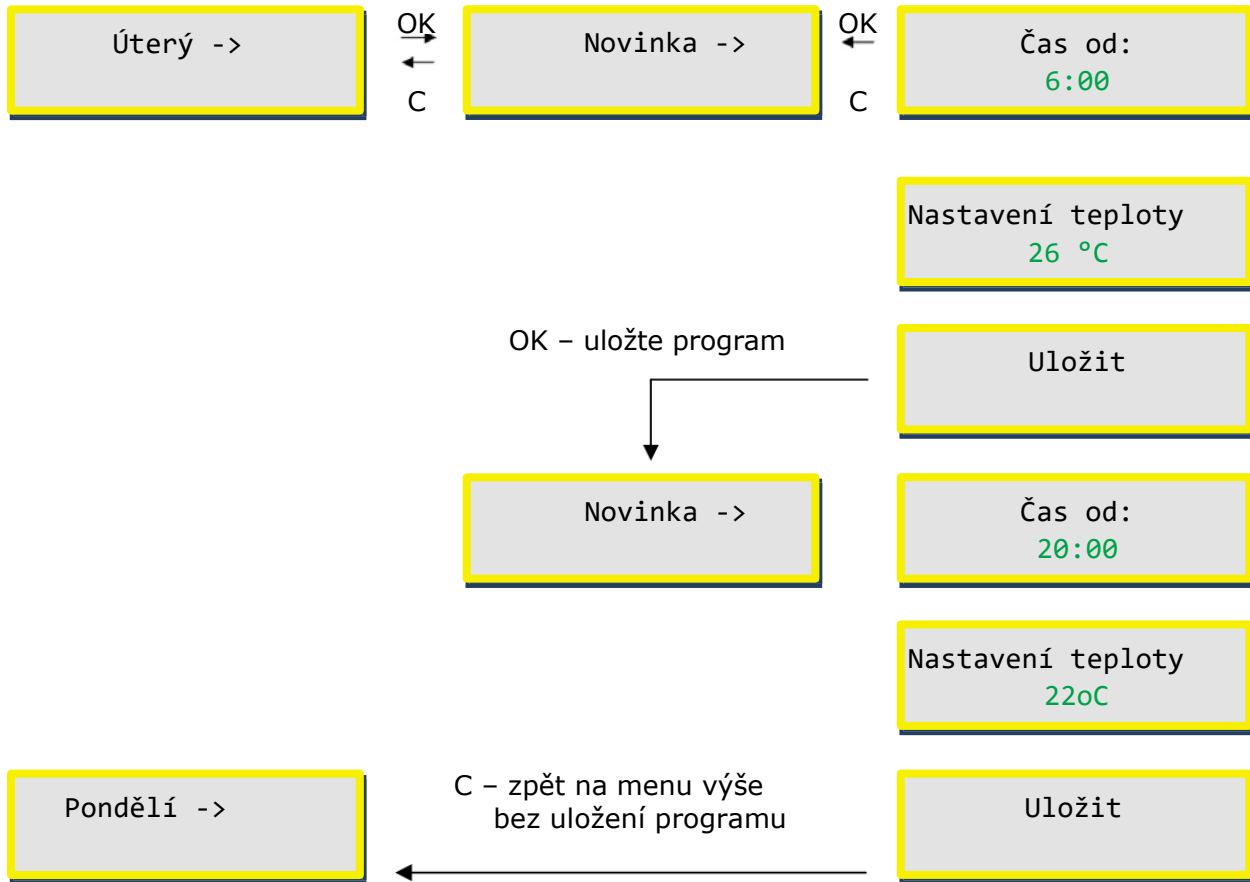 Úterý ->
OK
C
Novinka ->
OK
C
Čas od:
6:00
Nastavení teploty
26 °C
OK – uložte program
Uložit
Novinka ->
Čas od:
20:00
Nastavení teploty
22oC
Pondělí ->
C – zpět na menu výše
bez uložení programu
Uložit